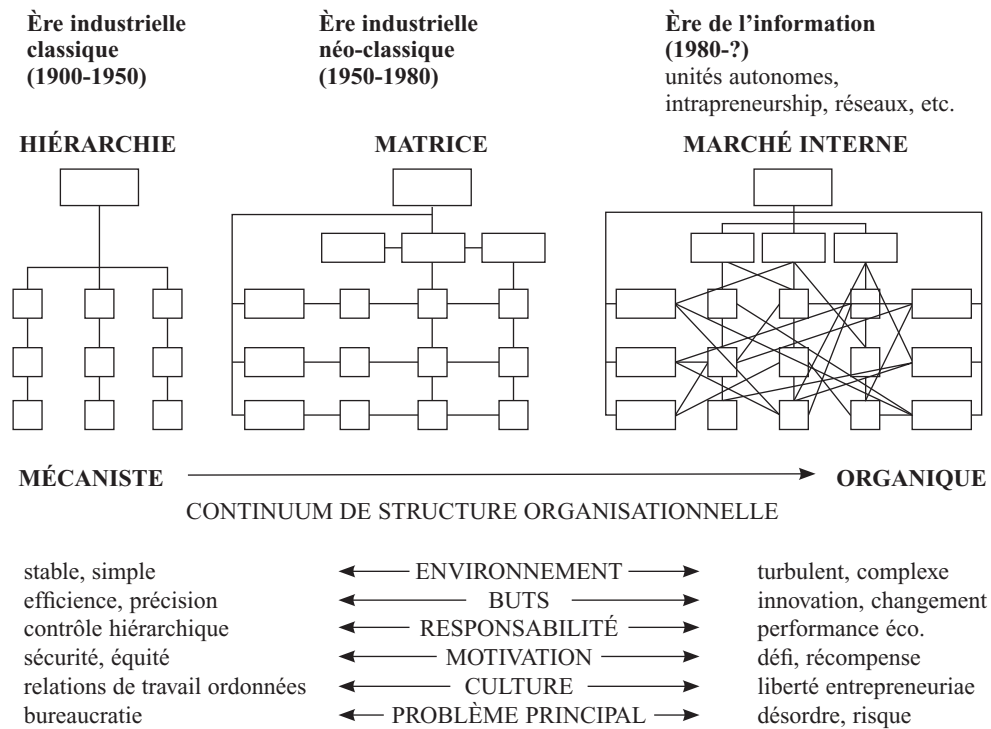 Ère industrielle
classique
(1900-1950)
Ère industrielle
néo-classique
(1950-1980)
Ère de l'information
(1980-?)
unités autonomes,
intrapreneurship, réseaux, etc.
HIÉRARCHIE
MATRICE
MARCHÉ INTERNE
MÉCANISTE
ORGANIQUE
CONTINUUM DE STRUCTURE ORGANISATIONNELLE
stable, simple ENVIRONNEMENT turbulent, complexe
efficience, précision BUTS innovation, changement
contrôle hiérarchique RESPONSABILITÉ performance éco.
sécurité, équité MOTIVATION défi, récompense
relations de travail ordonnées CULTURE liberté entrepreneuriae
bureaucratie PROBLÈME PRINCIPAL désordre, risque